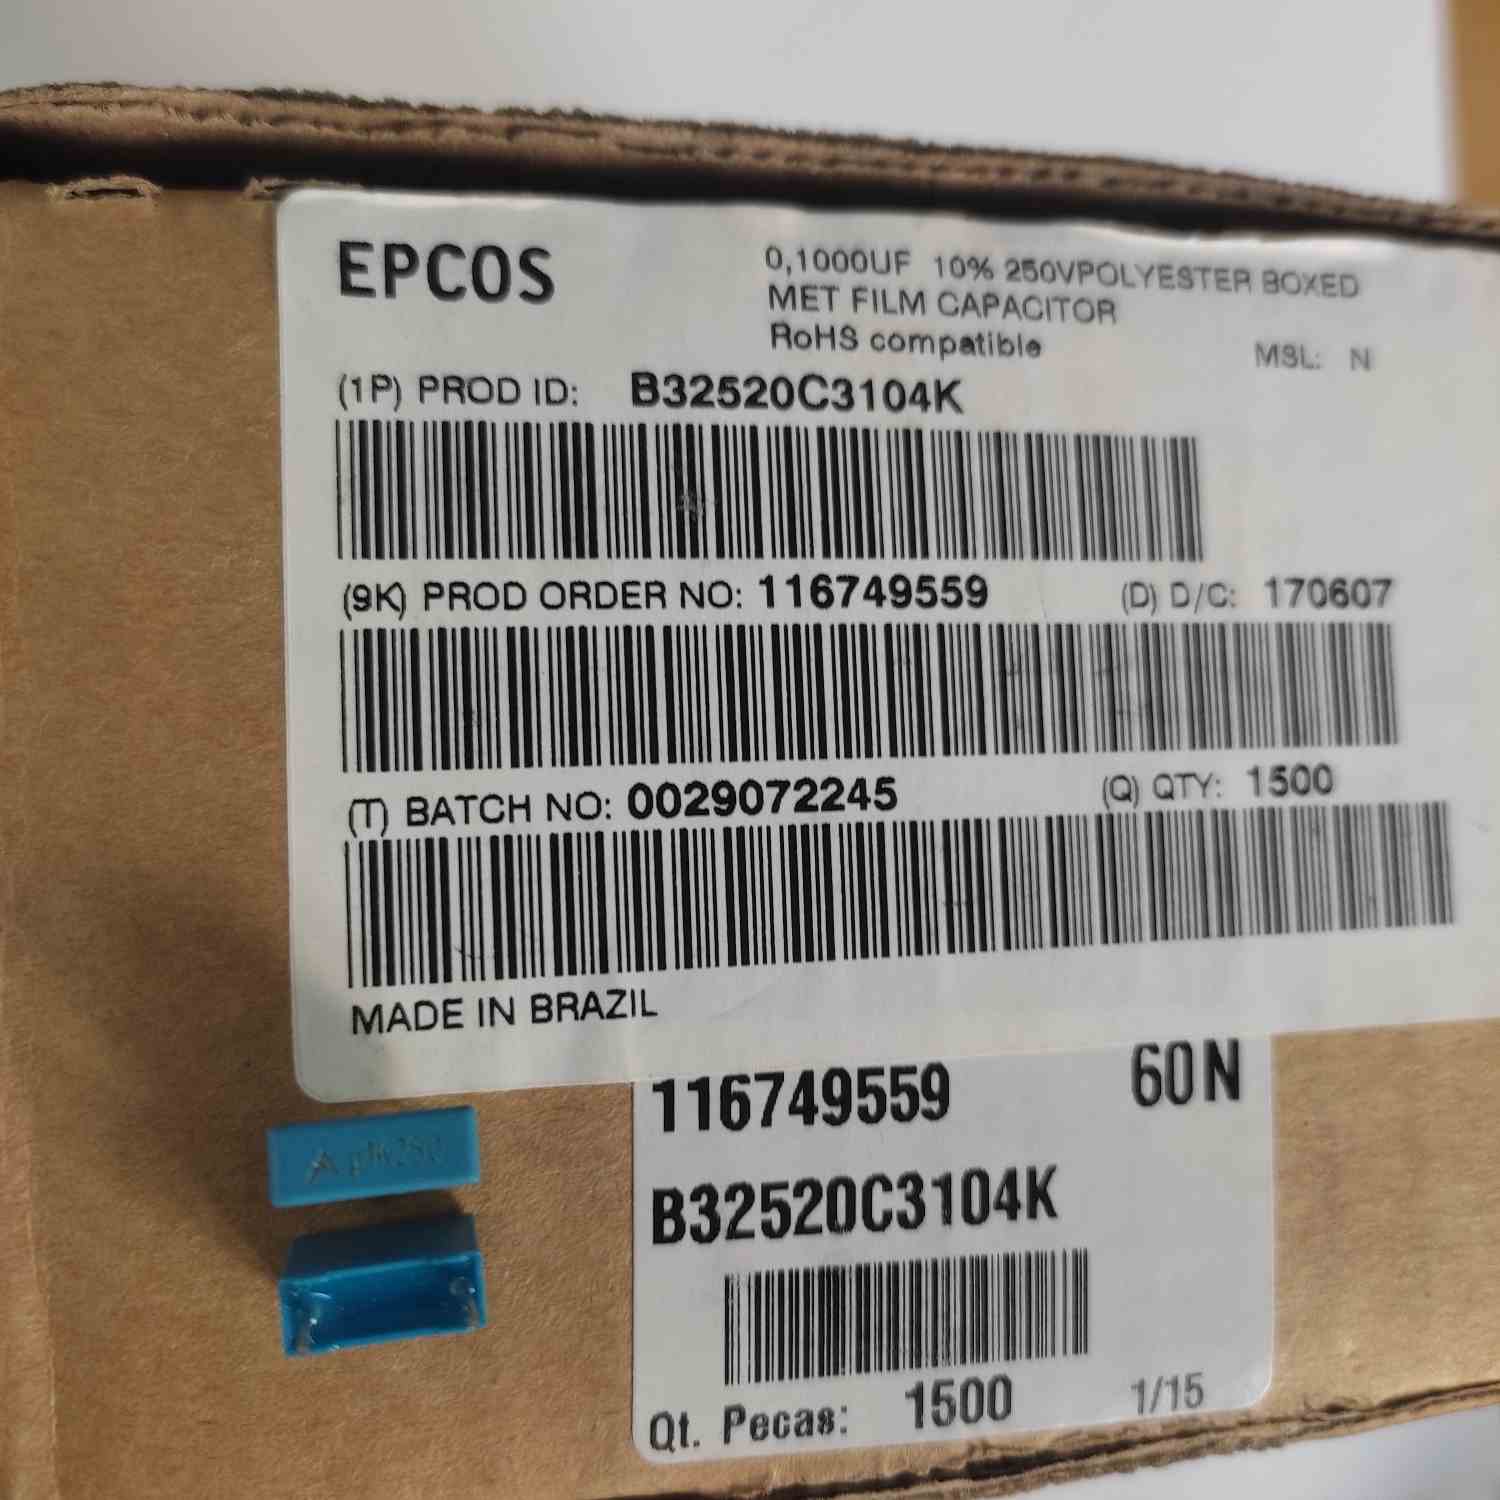 EPCOS
0,1000UF 10% 250VPOLYESTER BOXED
MET FILM CAPACITOR
RoHS compatible
MSL: N
(1P) PROD ID: B32520C3104K
(9K) PROD ORDER NO: 116749559
(D) D/C: 170607
(T) BATCH NO: 0029072245
(Q) QTY: 1500
MADE IN BRAZIL
116749559 60N
B32520C3104K
Qt. Pecas: 1500 1/15